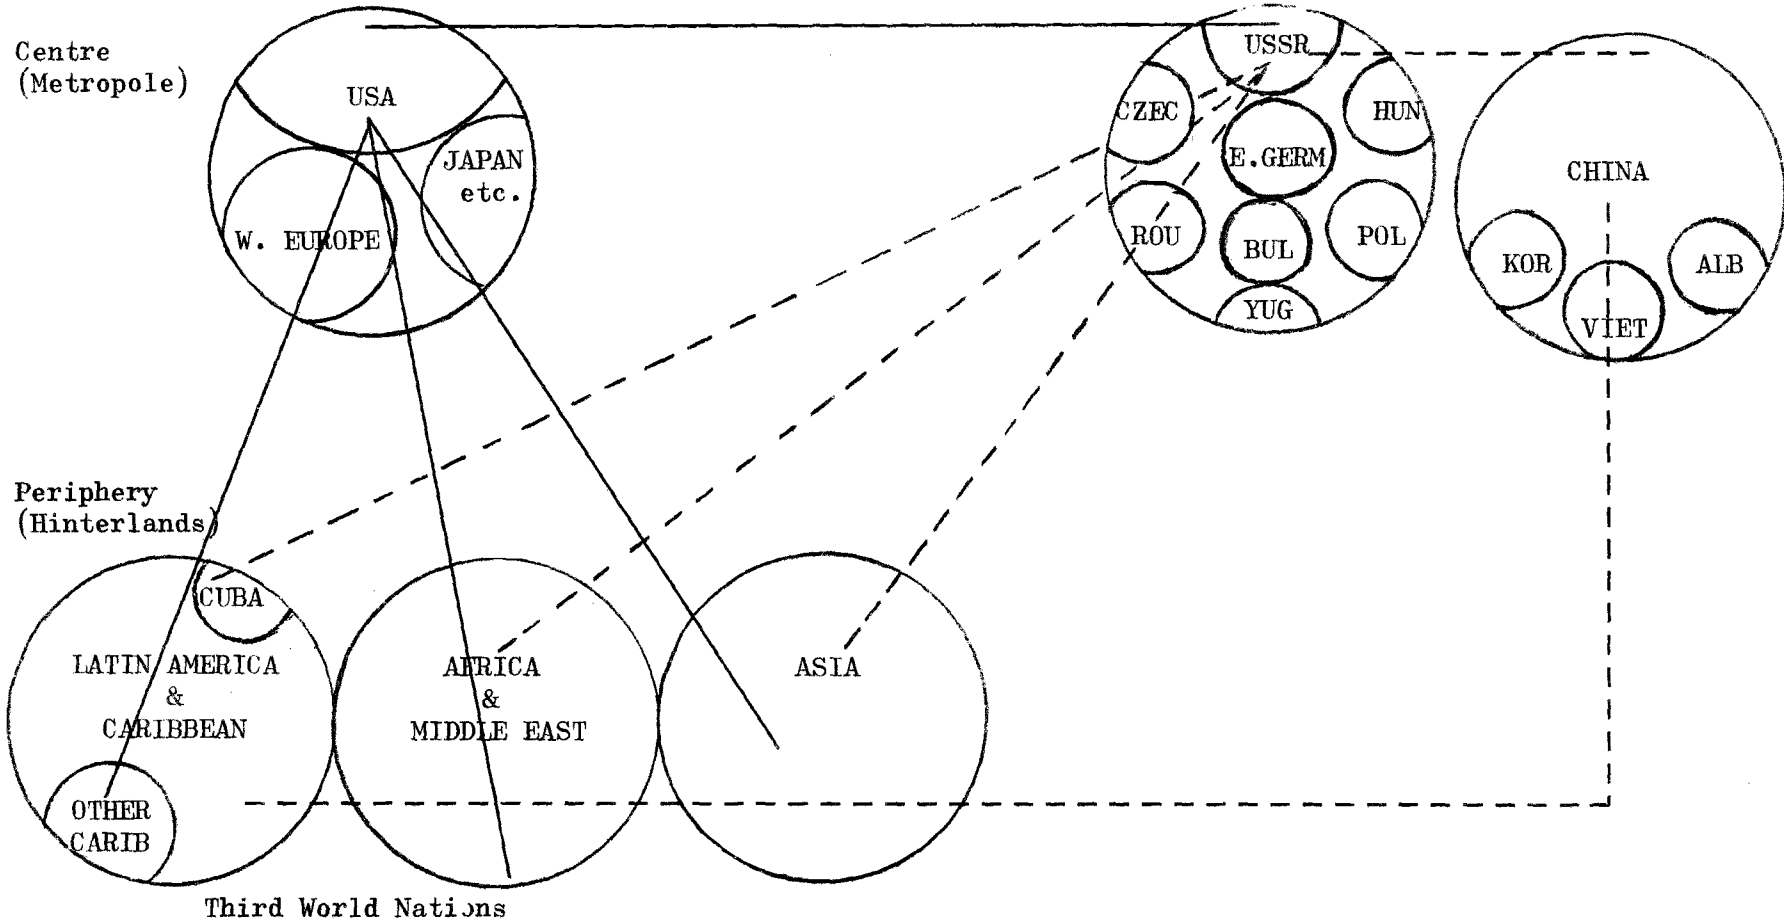 Centre
(Metropole)
USA
JAPAN
etc.
W. EUROPE
USSR
CZEC
HUN
E.GERM
ROU
BUL
POL
YUG
CHINA
KOR
VIET
ALB
Periphery
(Hinterlands)
CUBA
LATIN AMERICA
&
CARIBBEAN
OTHER
CARIB
AFRICA
&
MIDDLE EAST
ASIA
Third World Nations